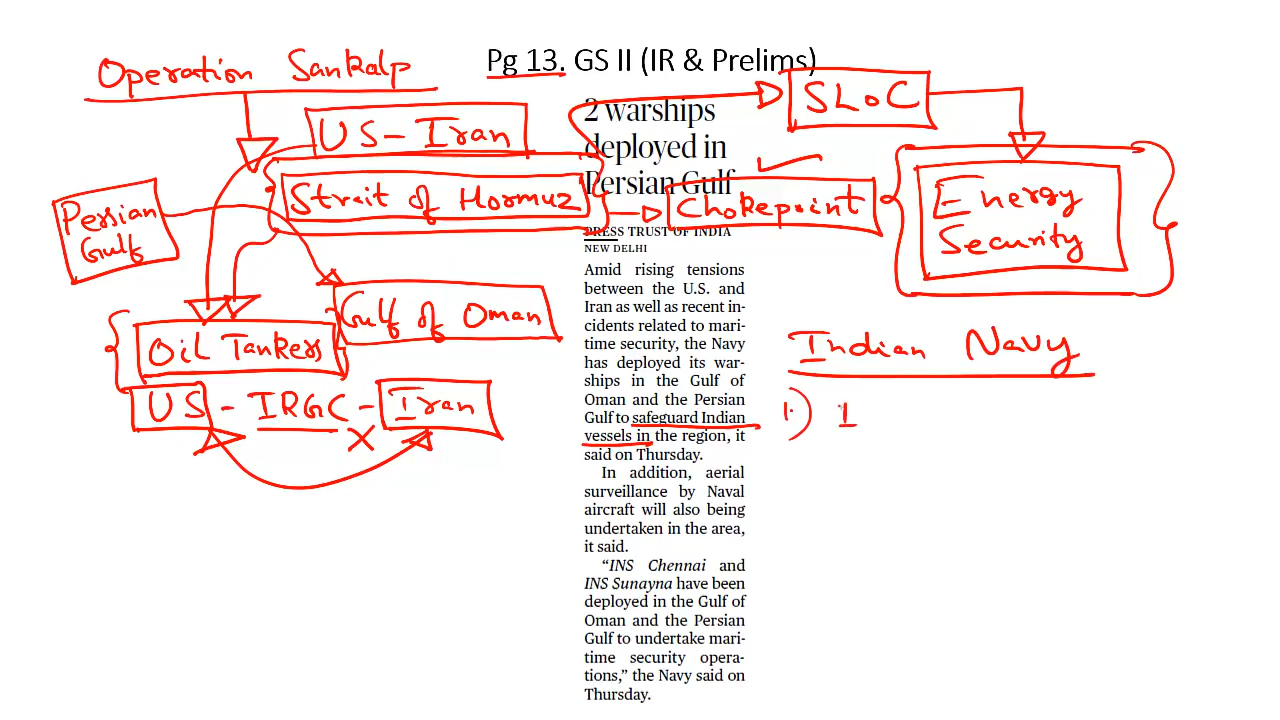 Operation Sankalp
Pg 13. GS II (IR & Prelims)
US - Iran
SLOC
Strait of Hormuz
Chokepoint
Energy
Security
Persian
Gulf
Gulf of Oman
Oil Tankers
US - IRGC - Iran
X
2 warships
deployed in
Persian Gulf
PRESS TRUST OF INDIA
NEW DELHI
Amid rising tensions
between the U.S. and
Iran as well as recent in-
cidents related to mari-
time security, the Navy
has deployed its war-
ships in the Gulf of
Oman and the Persian
Gulf to safeguard Indian
vessels in the region, it
said on Thursday.
In addition, aerial
surveillance by Naval
aircraft will also being
undertaken in the area,
it said.
“INS Chennai and
INS Sunayna have been
deployed in the Gulf of
Oman and the Persian
Gulf to undertake mari-
time security opera-
tions,” the Navy said on
Thursday.
Indian Navy
1.) I